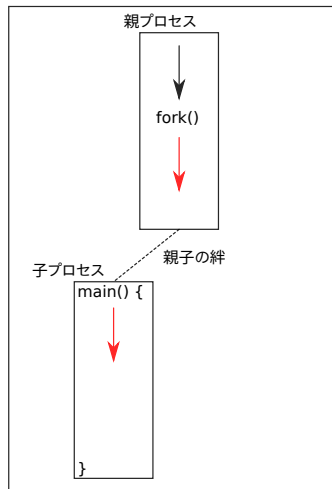 親プロセス
fork()
親子の絆
子プロセス
main() {
}